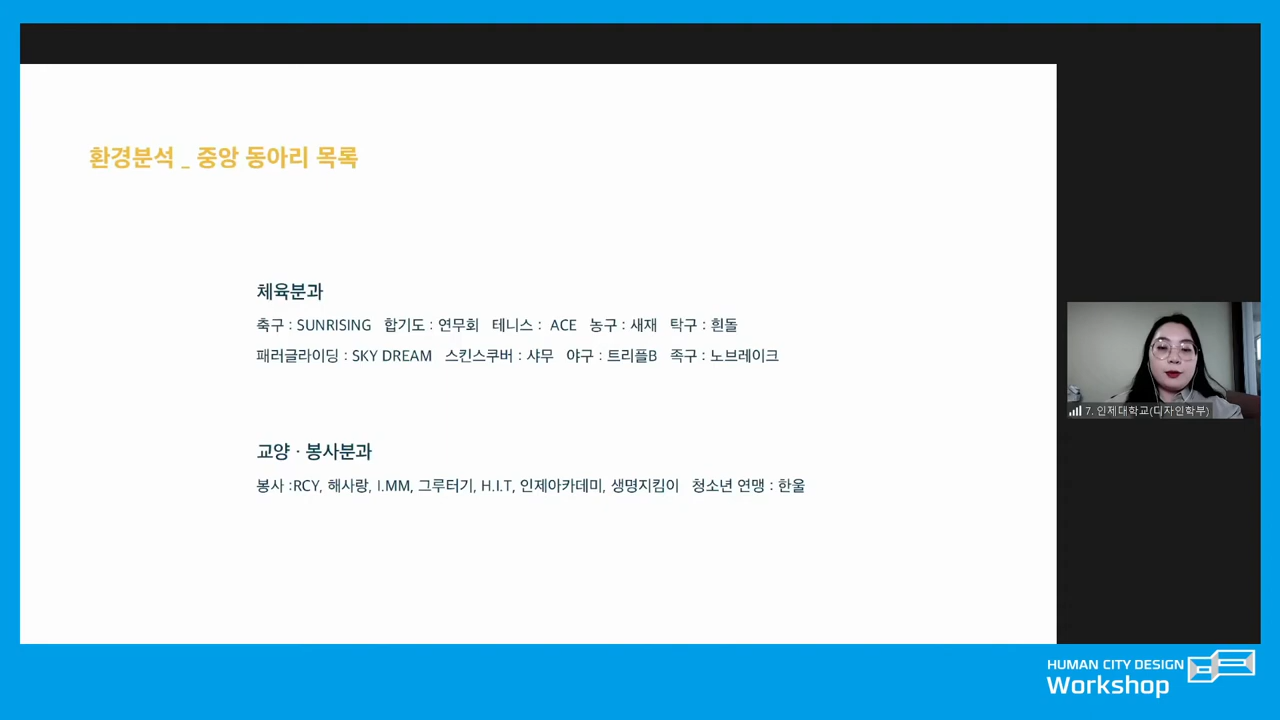 환경분석 _ 중앙 동아리 목록
체육분과
축구 : SUNRISING 합기도 : 연무회 테니스 : ACE 농구 : 새재 탁구 : 흰돌
패러글라이딩 : SKY DREAM 스킨스쿠버 : 샤무 야구 : 트리플B 족구 : 노브레이크
교양 · 봉사분과
봉사 :RCY, 해사랑, I.MM, 그루터기, H.I.T, 인제아카데미, 생명지킴이 청소년 연맹 : 한울
7. 인제대학교(디자인학부)
HUMAN CITY DESIGN
Workshop